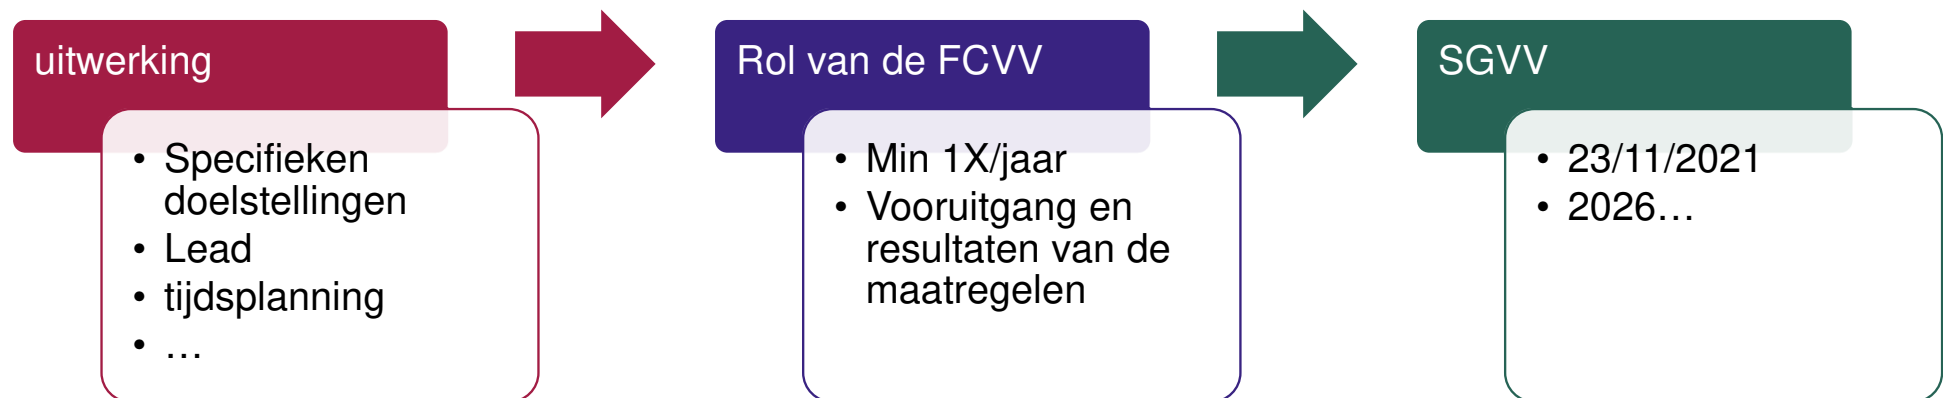 uitwerking
• Specifieken
doelstellingen
• Lead
• tijdsplanning
• …
Rol van de FCVV
• Min 1X/jaar
• Vooruitgang en
resultaten van de
maatregelen
SGVV
• 23/11/2021
• 2026…